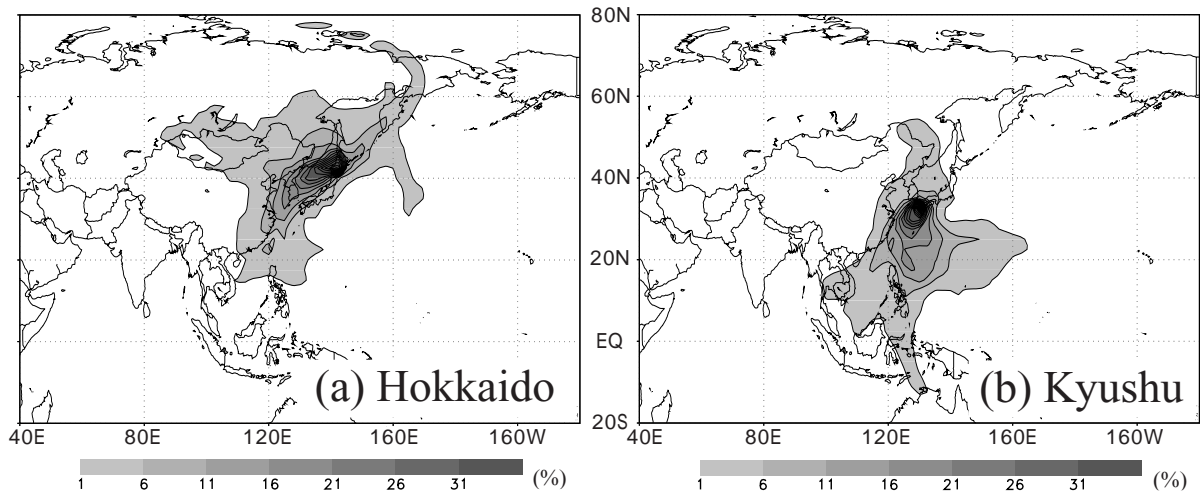 80N
60N
40N
20N
EQ
20S
(a) Hokkaido
(b) Kyushu
40E 80E 120E 160E 160W
40E 80E 120E 160E 160W
1 6 11 16 21 26 31 (%)
1 6 11 16 21 26 31 (%)